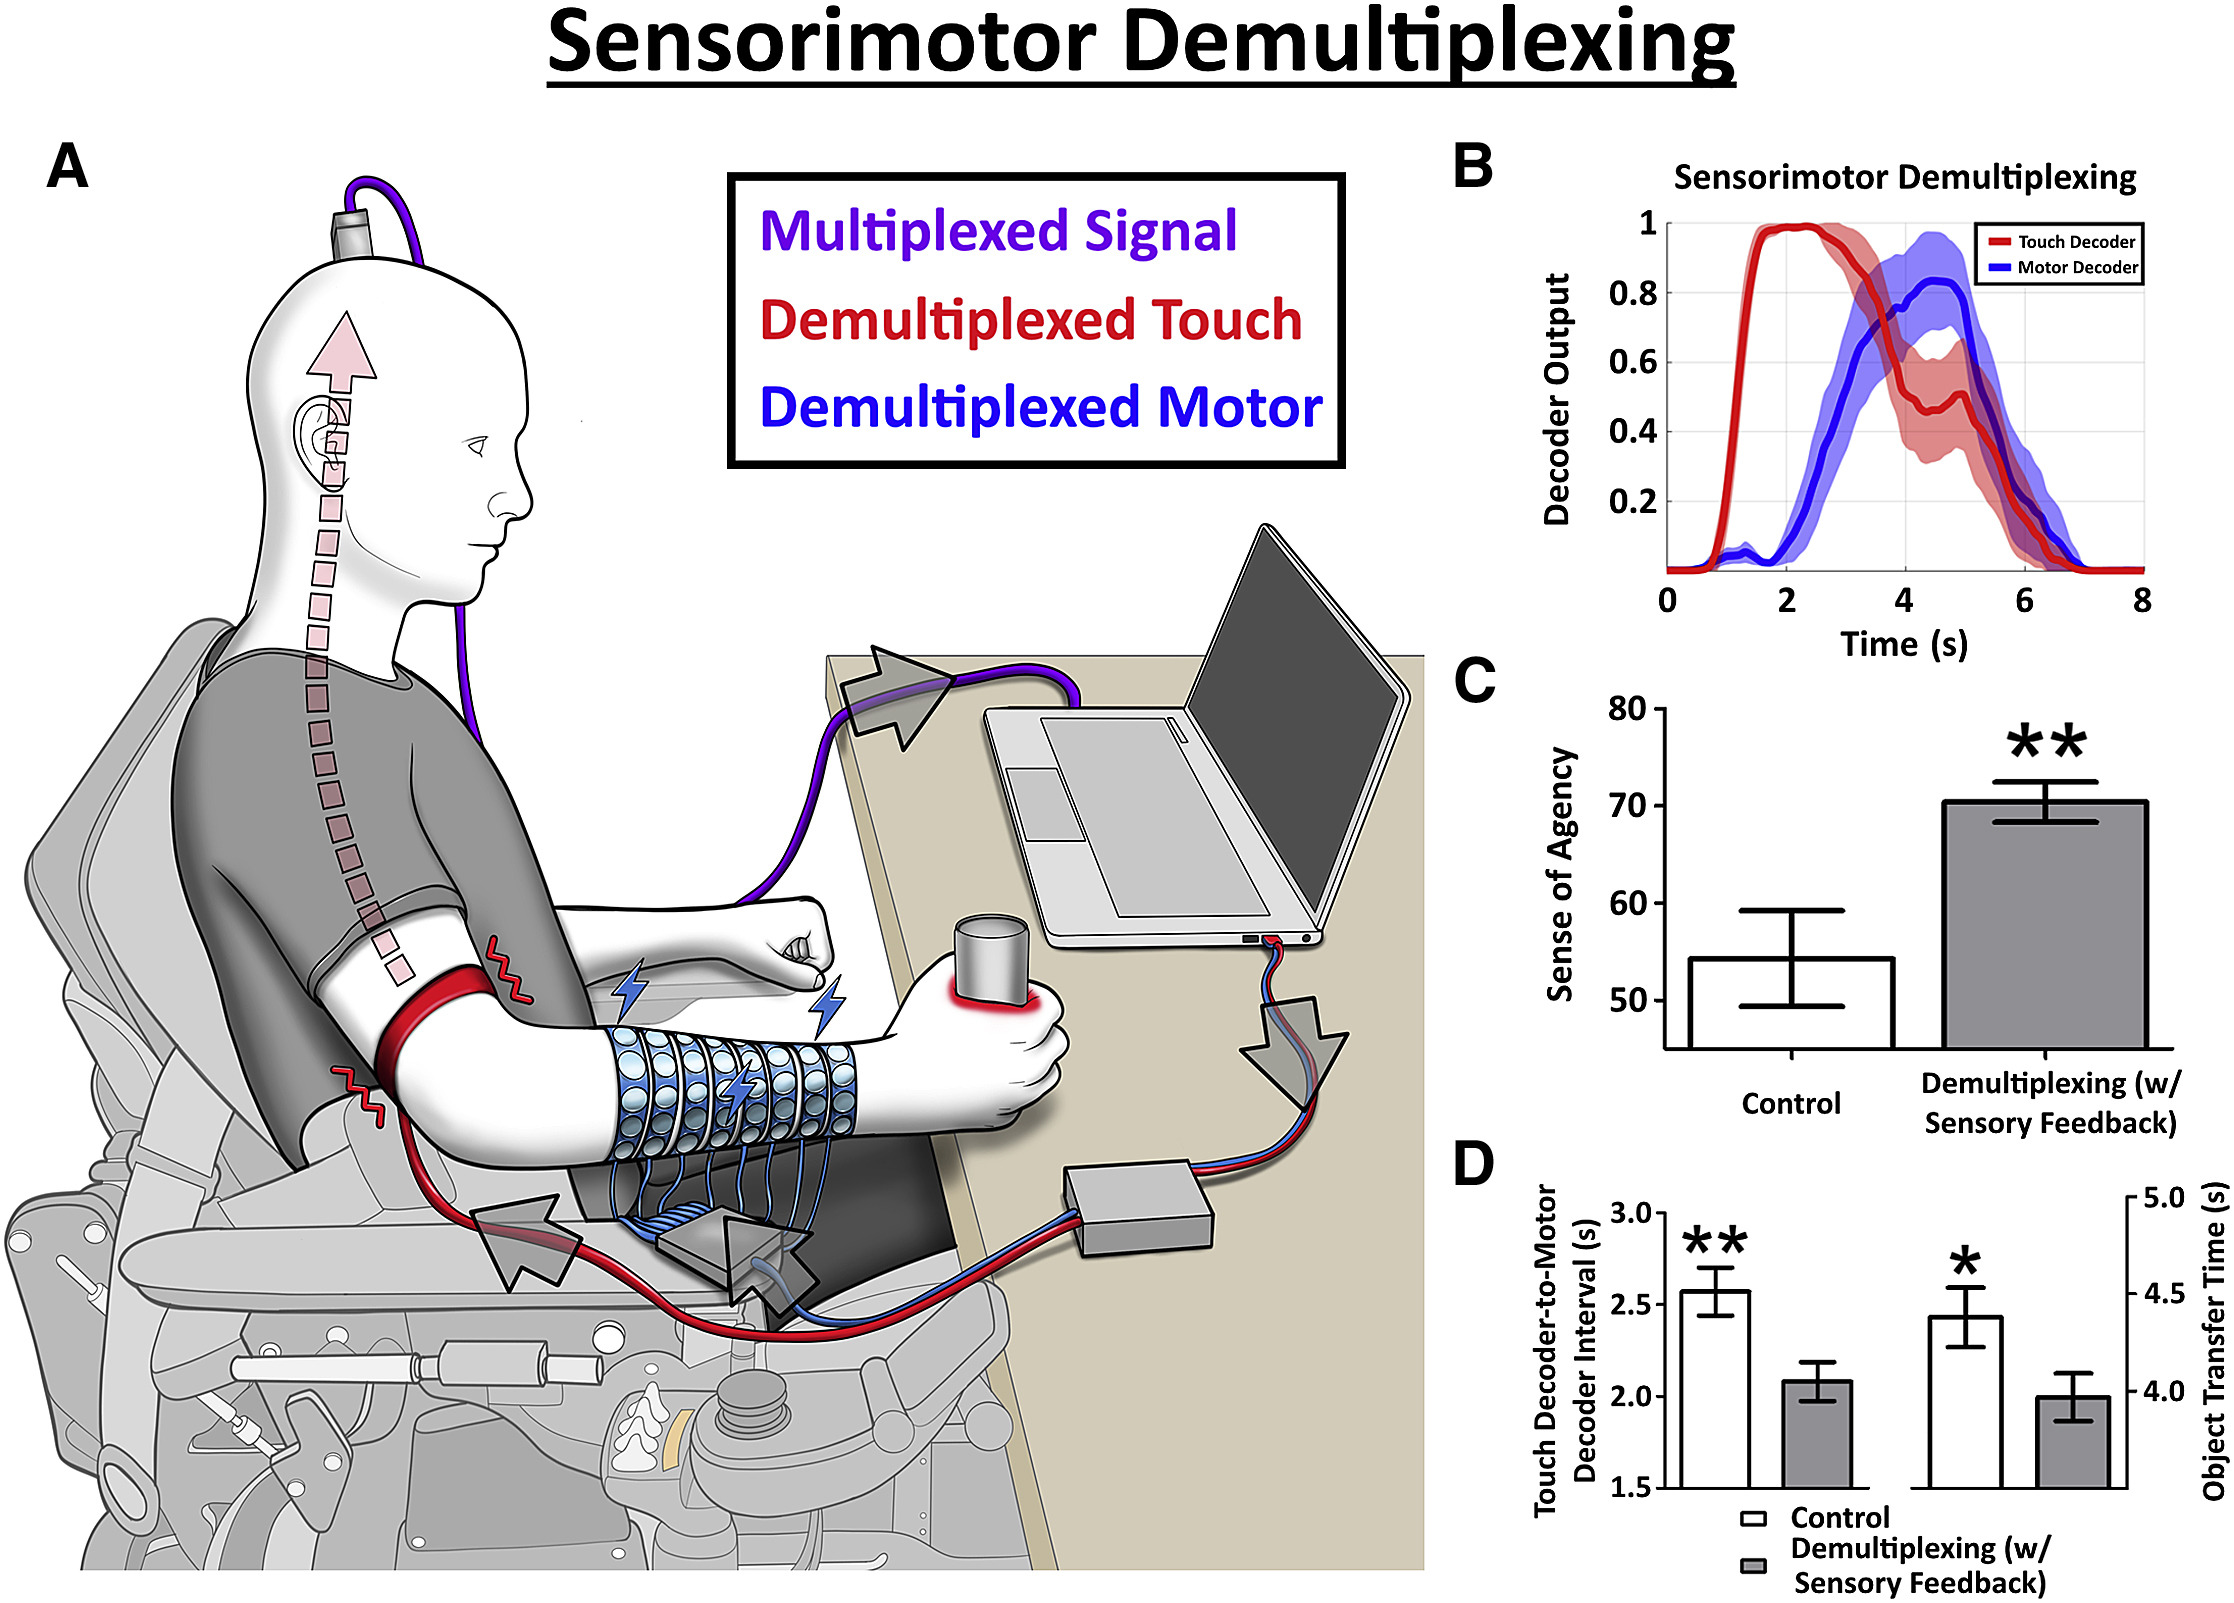 Sensorimotor Demultiplexing
A
Multiplexed Signal
Demultiplexed Touch
Demultiplexed Motor
B
Sensorimotor Demultiplexing
Touch Decoder
Motor Decoder
Decoder Output
1
0.8
0.6
0.4
0.2
0 2 4 6 8
Time (s)
C
Sense of Agency
80
70
60
50
**
Control
Demultiplexing (w/
Sensory Feedback)
D
Touch Decoder-to-Motor
Decoder Interval (s)
3.0
2.5
2.0
1.5
**
*
5.0
4.5
4.0
Object Transfer Time (s)
Control
Demultiplexing (w/
Sensory Feedback)